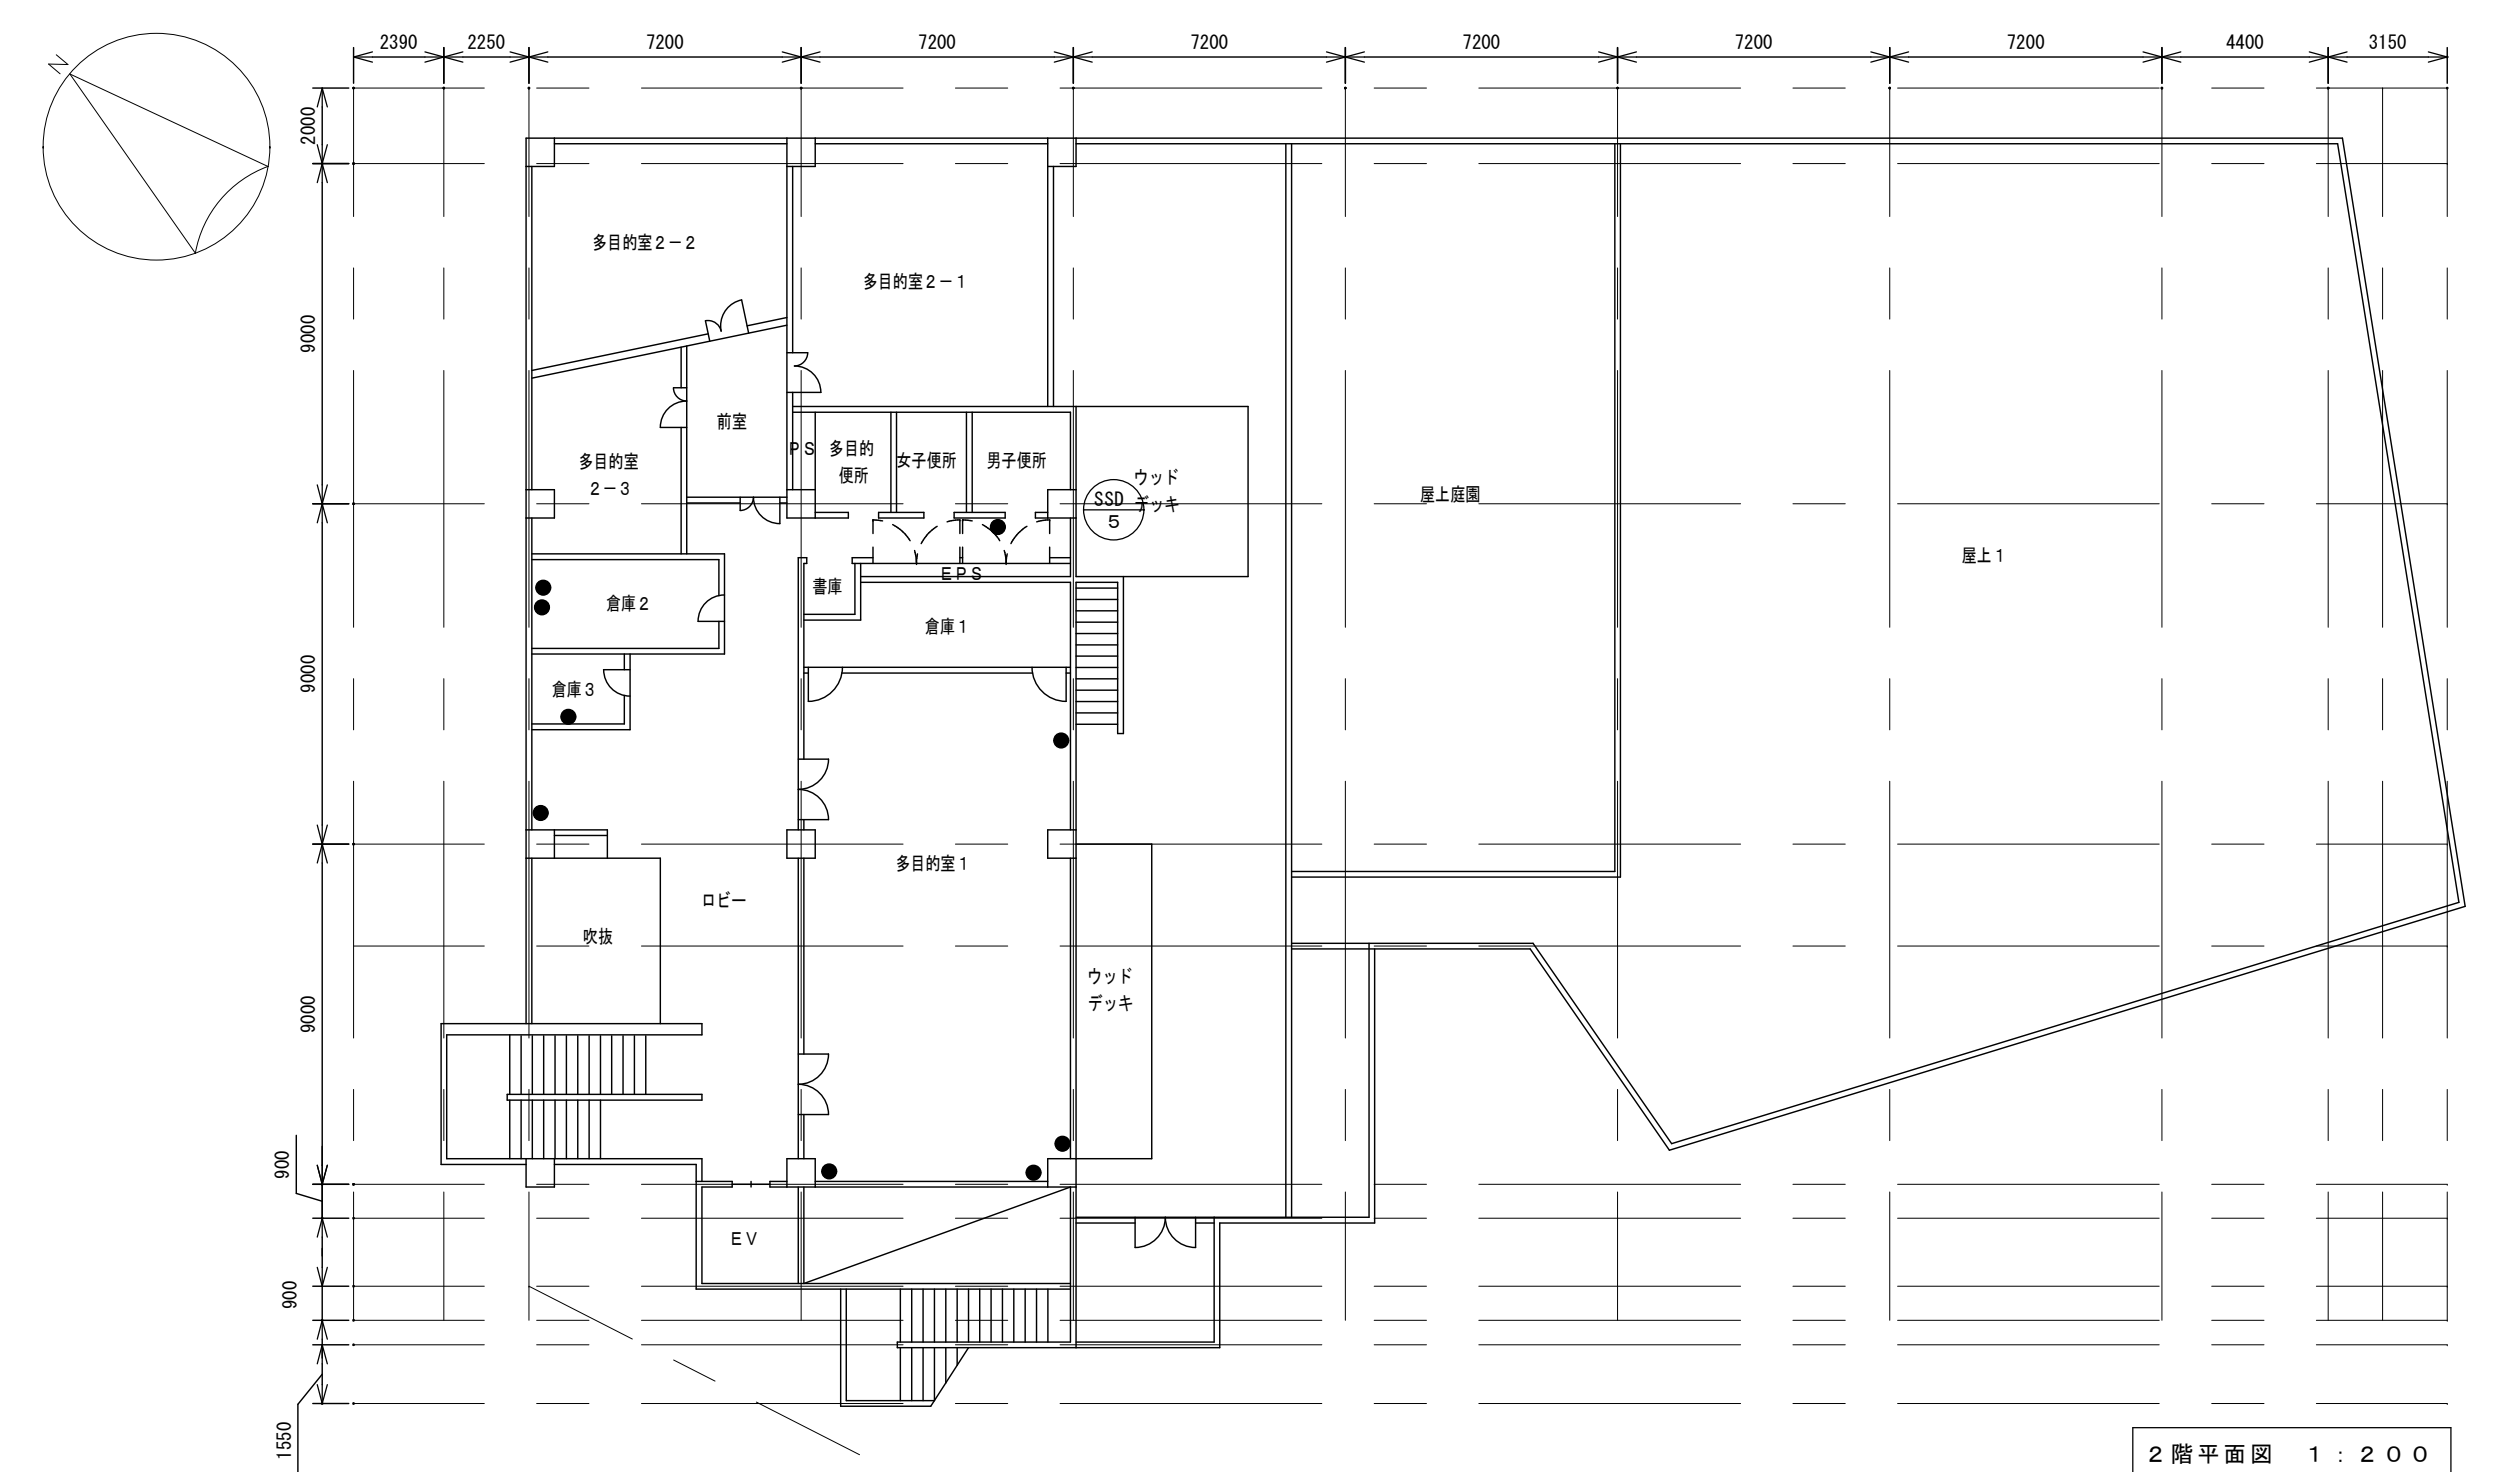 2390
2250
7200
7200
7200
7200
7200
7200
4400
3150
N
2000
9000
9000
9000
900
900
1550
多目的室２－２
多目的室２－１
前室
ＰＳ
多目的
便所
女子便所
男子便所
多目的室
２－３
ウッド
デッキ
SSD
5
屋上庭園
屋上１
ＥＰＳ
書庫
倉庫２
倉庫１
倉庫３
多目的室１
ロビー
吹抜
ウッド
デッキ
ＥＶ
２階平面図　１：２００